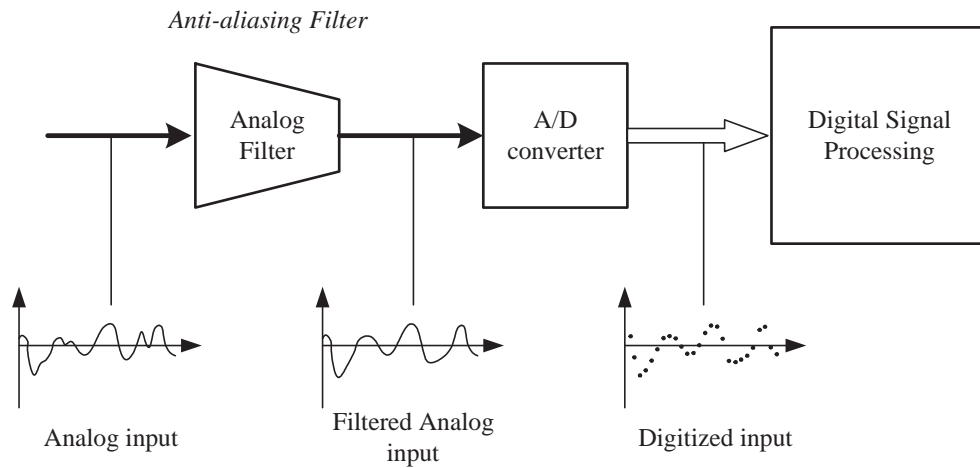 Anti-aliasing Filter
Analog
Filter
A/D
converter
Digital Signal
Processing
Analog input
Filtered Analog
input
Digitized input